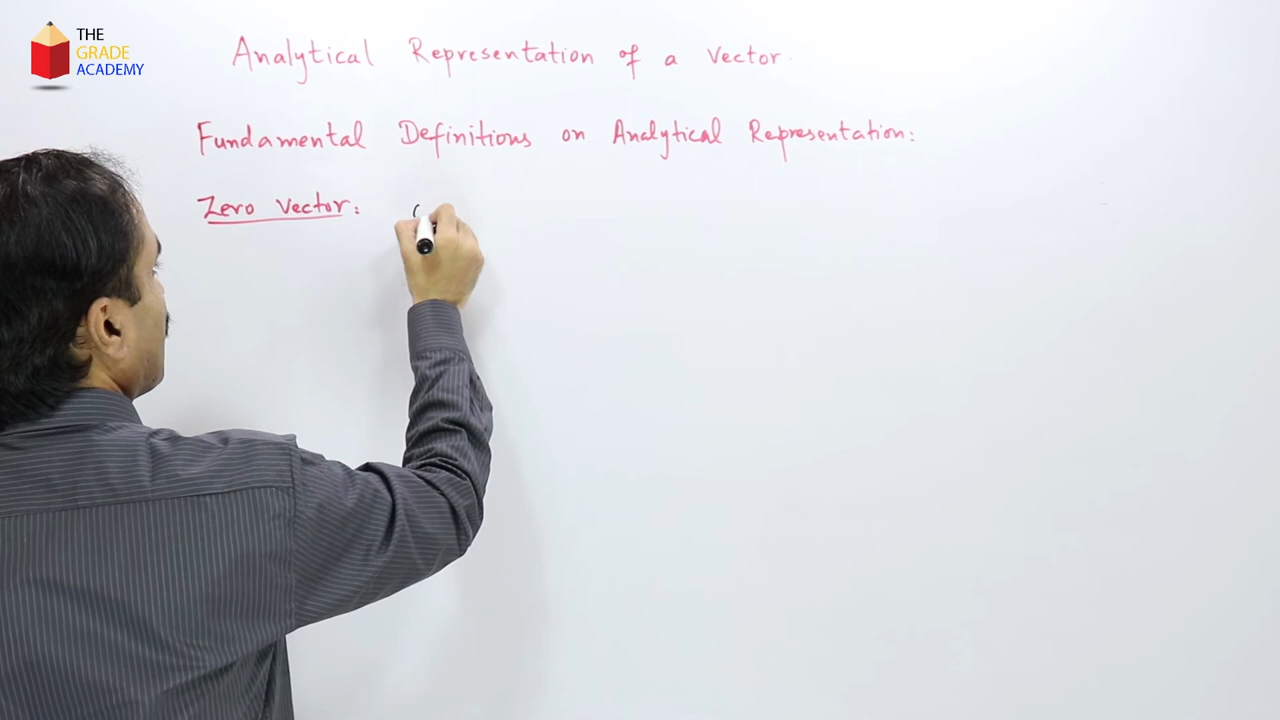 THE
GRADE
ACADEMY
Analytical Representation of a Vector.
Fundamental Definitions on Analytical Representation:
Zero Vector: